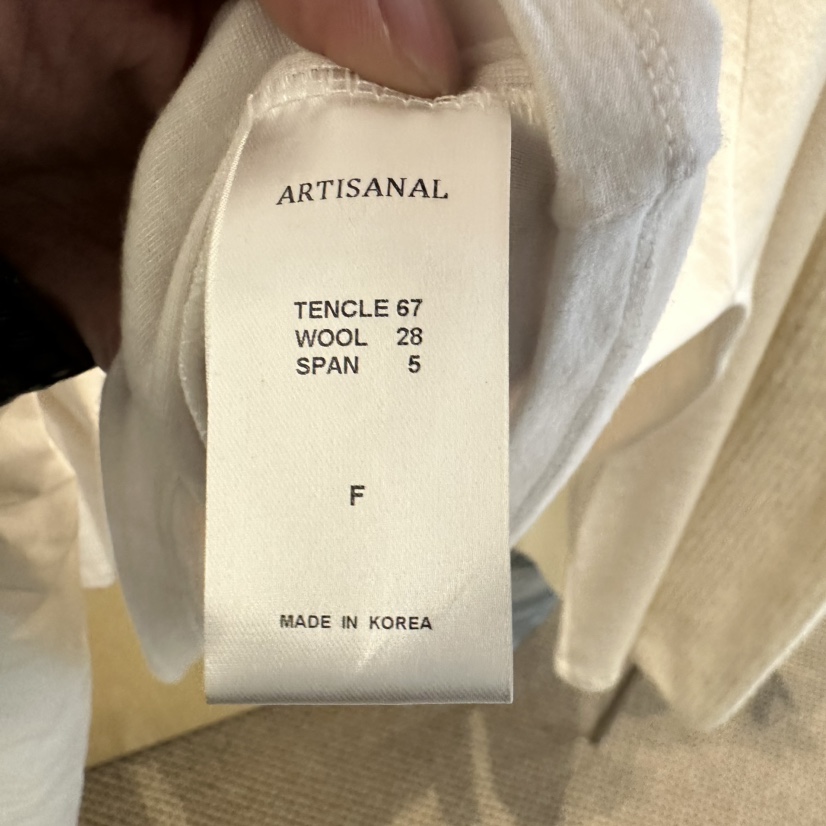 ARTISANAL
TENCLE 67
WOOL 28
SPAN 5
F
MADE IN KOREA